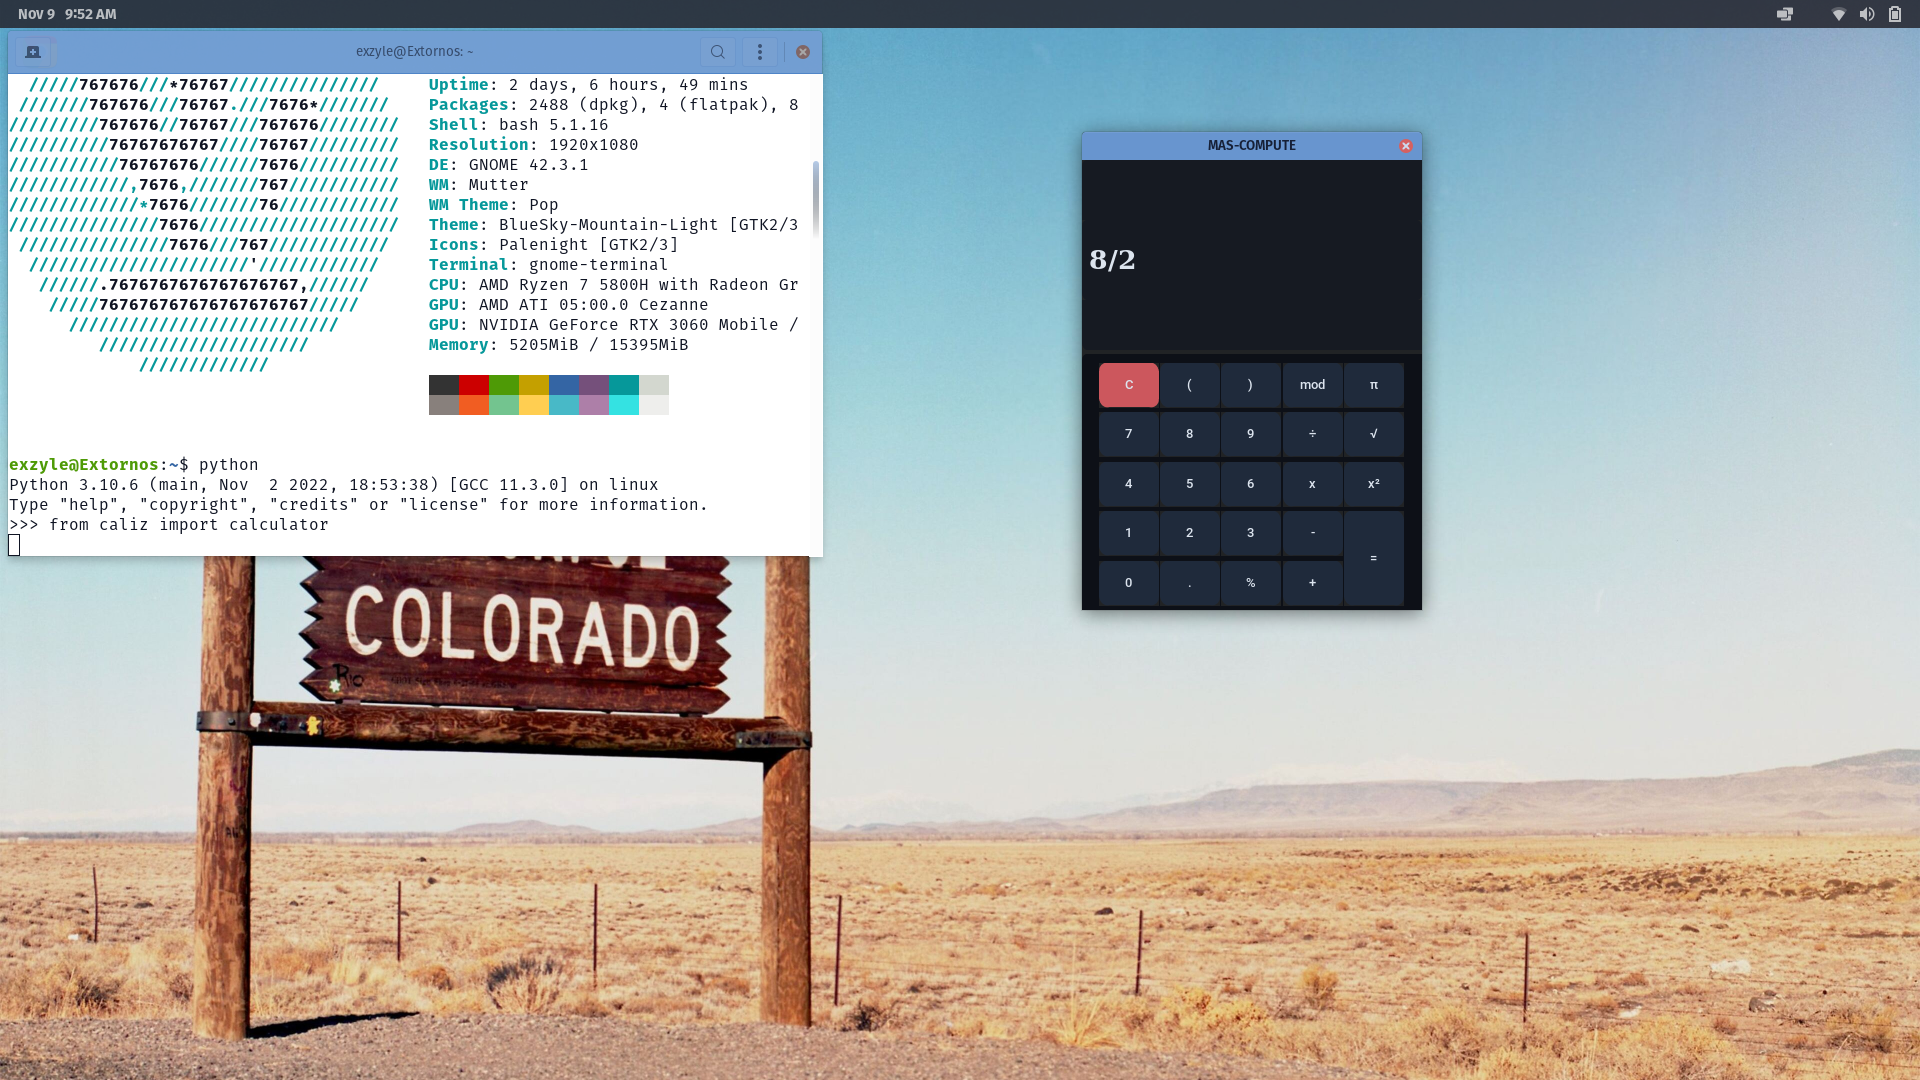 Nov 9 9:52 AM
exzyle@Extornos: ~
/////767676///*76767///////////////
Uptime: 2 days, 6 hours, 49 mins
///////767676///76767.///7676*///////
Packages: 2488 (dpkg), 4 (flatpak), 8
/////////767676//76767///767676////////
Shell: bash 5.1.16
//////////76767676767////76767/////////
Resolution: 1920x1080
///////////76767676//////7676//////////
DE: GNOME 42.3.1
////////////,7676,///////767///////////
WM: Mutter
/////////////*7676///////76////////////
WM Theme: Pop
///////////////7676////////////////////
Theme: BlueSky-Mountain-Light [GTK2/3
///////////////7676///767////////////
Icons: Palenight [GTK2/3]
//////////////////////'////////////
Terminal: gnome-terminal
//////.7676767676767676767,//////
CPU: AMD Ryzen 7 5800H with Radeon Gr
/////767676767676767676767/////
GPU: AMD ATI 05:00.0 Cezanne
///////////////////////////
GPU: NVIDIA GeForce RTX 3060 Mobile /
/////////////////////
Memory: 5205MiB / 15395MiB
/////////////
exzyle@Extornos:~$ python
Python 3.10.6 (main, Nov  2 2022, 18:53:38) [GCC 11.3.0] on linux
Type "help", "copyright", "credits" or "license" for more information.
>>> from caliz import calculator
COLORADO
Rio
MAS-COMPUTE
8/2
C ( ) mod π
7 8 9 ÷ √
4 5 6 x x²
1 2 3 -
=
0 . % +